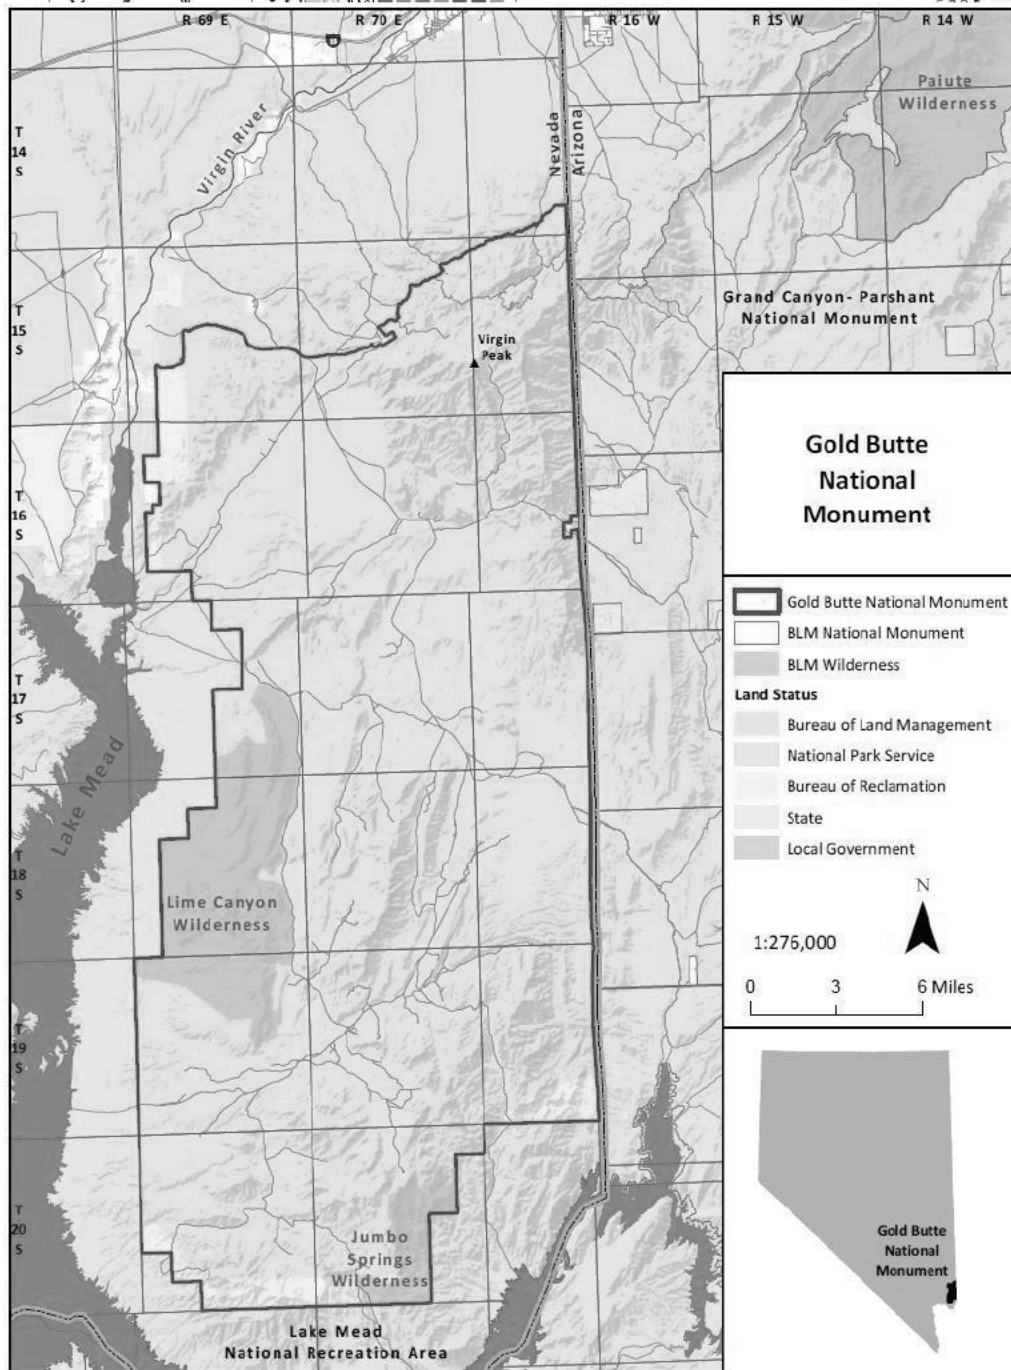 R 69 E
R 70 E
R 16 W
R 15 W
R 14 W
Paiute
Wilderness
T
14
S
Virgin River
Nevada
Arizona
Grand Canyon- Parshant
National Monument
T
15
S
Virgin
Peak
Gold Butte
National
Monument
T
16
S
Gold Butte National Monument
BLM National Monument
BLM Wilderness
Land Status
Bureau of Land Management
National Park Service
Bureau of Reclamation
State
Local Government
T
17
S
Lake Mead
T
18
S
Lime Canyon
Wilderness
N
1:276,000
0 3 6 Miles
T
19
S
T
20
S
Jumbo
Springs
Wilderness
Gold Butte
National
Monument
Lake Mead
National Recreation Area